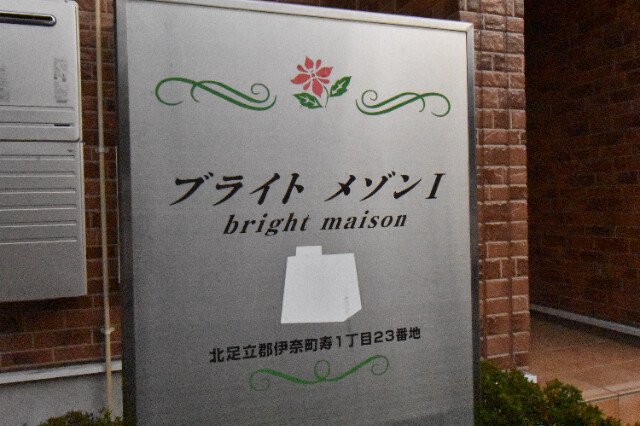 ブライト メゾンI
bright maison
北足立郡伊奈町寿1丁目23番地